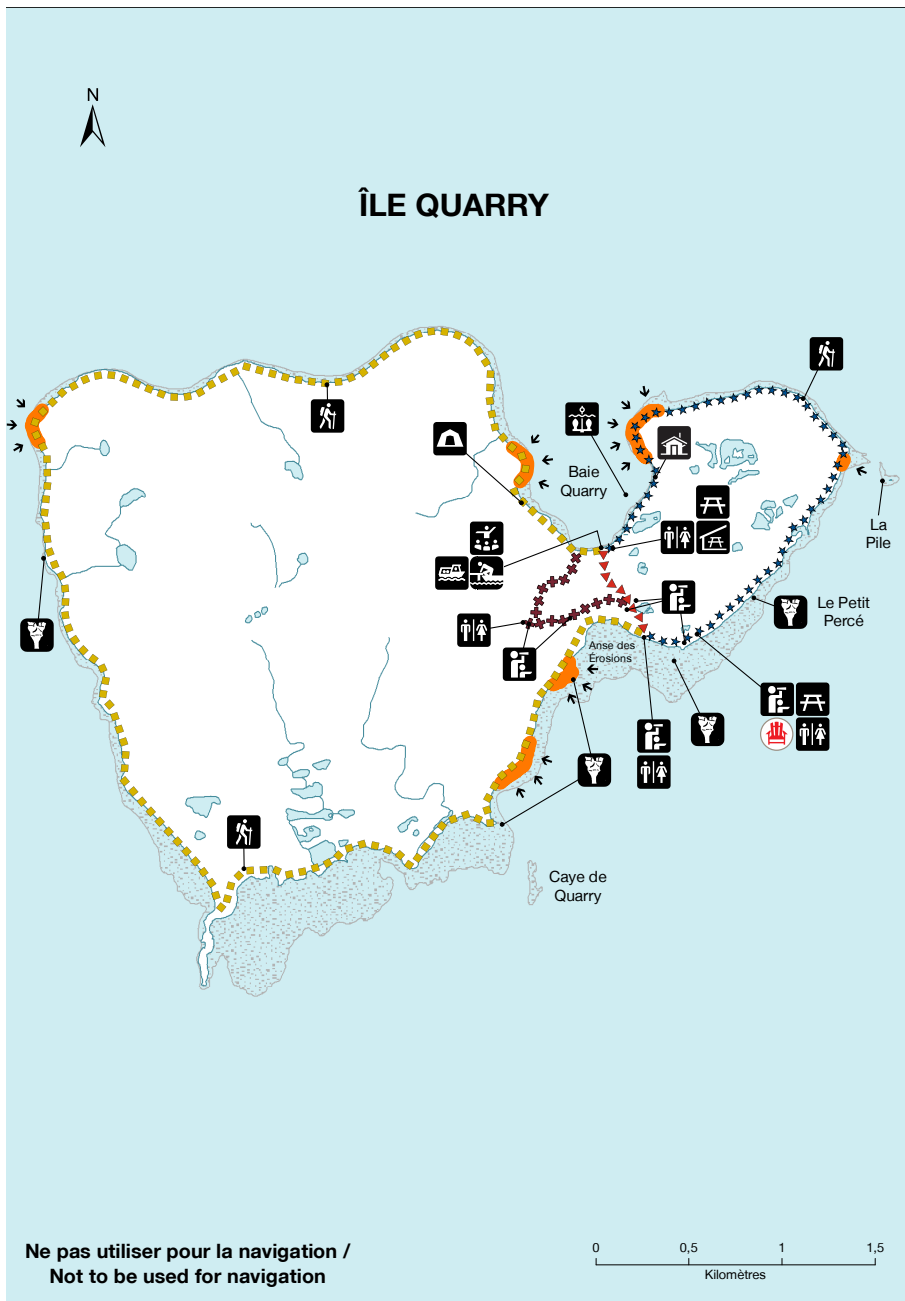 N
ÎLE QUARRY
Baie
Quarry
La
Pile
Le Petit
Percé
Anse des
Érosions
Caye de
Quarry
Ne pas utiliser pour la navigation /
Not to be used for navigation
0 0,5 1 1,5
Kilomètres